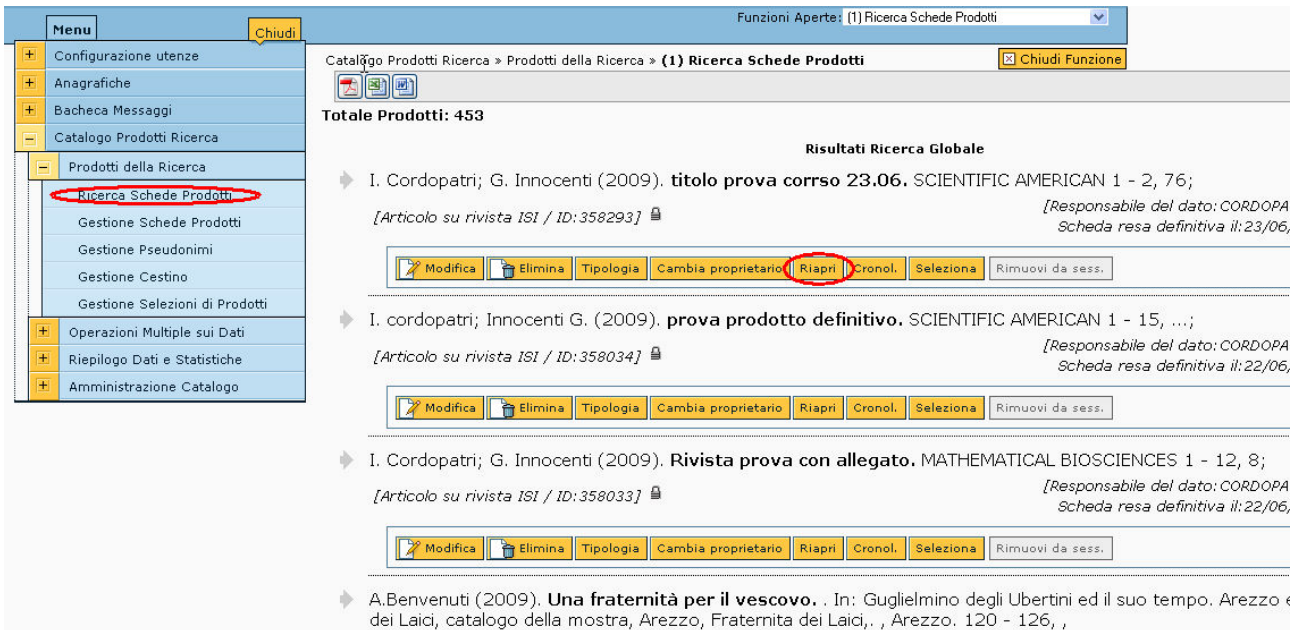 Menu
Chiudi
Funzioni Aperte: (1) Ricerca Schede Prodotti
Configurazione utenze
Anagrafiche
Bacheca Messaggi
Catalogo Prodotti Ricerca
Prodotti della Ricerca
Ricerca Schede Prodotti
Gestione Schede Prodotti
Gestione Pseudonimi
Gestione Cestino
Gestione Selezioni di Prodotti
Operazioni Multiple sui Dati
Riepilogo Dati e Statistiche
Amministrazione Catalogo
Catalogo Prodotti Ricerca » Prodotti della Ricerca » (1) Ricerca Schede Prodotti
Chiudi Funzione
Totale Prodotti: 453
Risultati Ricerca Globale
I. Cordopatri; G. Innocenti (2009). titolo prova corrso 23.06. SCIENTIFIC AMERICAN 1 - 2, 76;
[Articolo su rivista ISI / ID:358293]
[Responsabile del dato: CORDOPA
Scheda resa definitiva il:23/06/
Modifica Elimina Tipologia Cambia proprietario Riapri Cronol. Seleziona Rimuovi da sess.
I. cordopatri; Innocenti G. (2009). prova prodotto definitivo. SCIENTIFIC AMERICAN 1 - 15, ...;
[Articolo su rivista ISI / ID:358034]
[Responsabile del dato: CORDOPA
Scheda resa definitiva il:22/06/
Modifica Elimina Tipologia Cambia proprietario Riapri Cronol. Seleziona Rimuovi da sess.
I. Cordopatri; G. Innocenti (2009). Rivista prova con allegato. MATHEMATICAL BIOSCIENCES 1 - 12, 8;
[Articolo su rivista ISI / ID:358033]
[Responsabile del dato: CORDOPA
Scheda resa definitiva il:22/06/
Modifica Elimina Tipologia Cambia proprietario Riapri Cronol. Seleziona Rimuovi da sess.
A.Benvenuti (2009). Una fraternità per il vescovo. . In: Guglielmino degli Ubertini ed il suo tempo. Arezzo e
dei Laici, catalogo della mostra, Arezzo, Fraternita dei Laici,. , Arezzo. 120 - 126, ,